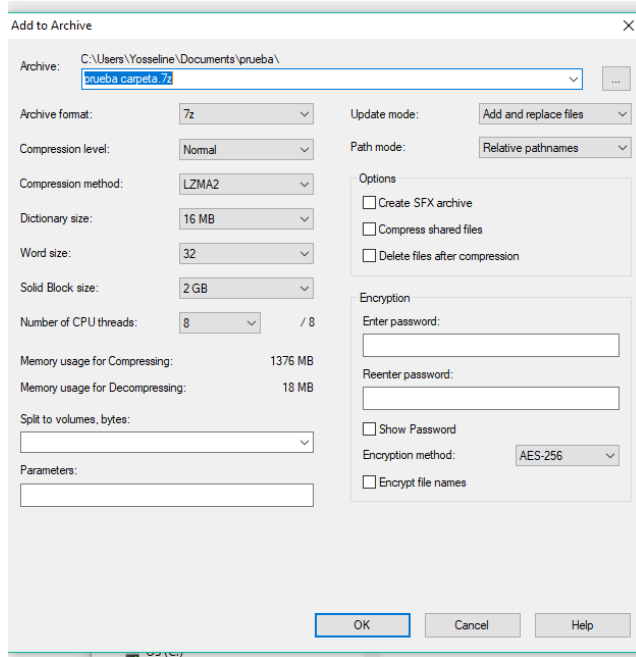 Add to Archive
Archive:
C:\Users\Yosseline\Documents\prueba\
prueba carpeta.7z
...
Archive format:
7z
Compression level:
Normal
Compression method:
LZMA2
Dictionary size:
16 MB
Word size:
32
Solid Block size:
2 GB
Number of CPU threads:
8
/ 8
Memory usage for Compressing:
1376 MB
Memory usage for Decompressing:
18 MB
Split to volumes, bytes:
Parameters:
Update mode:
Add and replace files
Path mode:
Relative pathnames
Options
Create SFX archive
Compress shared files
Delete files after compression
Encryption
Enter password:
Reenter password:
Show Password
Encryption method:
AES-256
Encrypt file names
OK
Cancel
Help